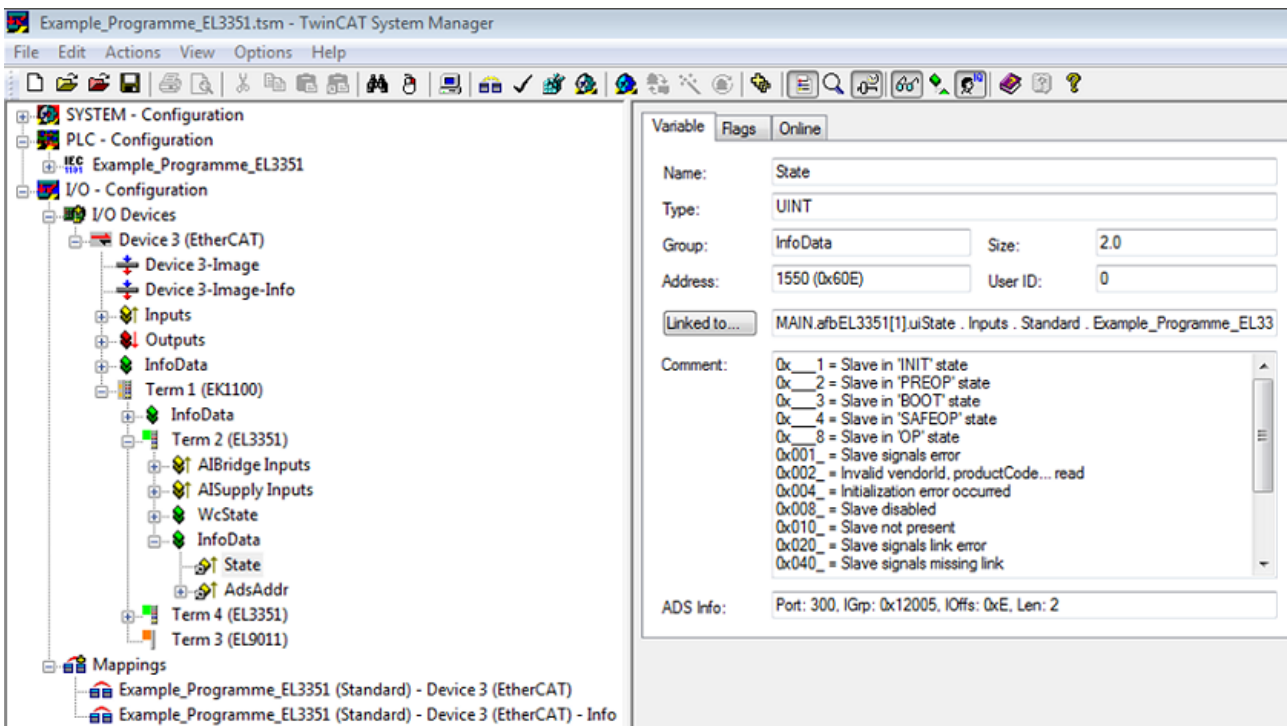 Example_Programme_EL3351.tsm - TwinCAT System Manager
File Edit Actions View Options Help
SYSTEM - Configuration
PLC - Configuration
IEC 1131 Example_Programme_EL3351
I/O - Configuration
I/O Devices
Device 3 (EtherCAT)
Device 3-Image
Device 3-Image-Info
Inputs
Outputs
InfoData
Term 1 (EK1100)
InfoData
Term 2 (EL3351)
AIBridge Inputs
AISupply Inputs
WcState
InfoData
State
AdsAddr
Term 4 (EL3351)
Term 3 (EL9011)
Mappings
Example_Programme_EL3351 (Standard) - Device 3 (EtherCAT)
Example_Programme_EL3351 (Standard) - Device 3 (EtherCAT) - Info
Variable Flags Online
Name: State
Type: UINT
Group: InfoData Size: 2.0
Address: 1550 (0x60E) User ID: 0
Linked to... MAIN.afbEL3351[1].uiState . Inputs . Standard . Example_Programme_EL33
Comment: 0x___1 = Slave in 'INIT' state
0x___2 = Slave in 'PREOP' state
0x___3 = Slave in 'BOOT' state
0x___4 = Slave in 'SAFEOP' state
0x___8 = Slave in 'OP' state
0x001_ = Slave signals error
0x002_ = Invalid vendorId, productCode... read
0x004_ = Initialization error occurred
0x008_ = Slave disabled
0x010_ = Slave not present
0x020_ = Slave signals link error
0x040_ = Slave signals missing link
ADS Info: Port: 300, IGrp: 0x12005, IOffs: 0xE, Len: 2